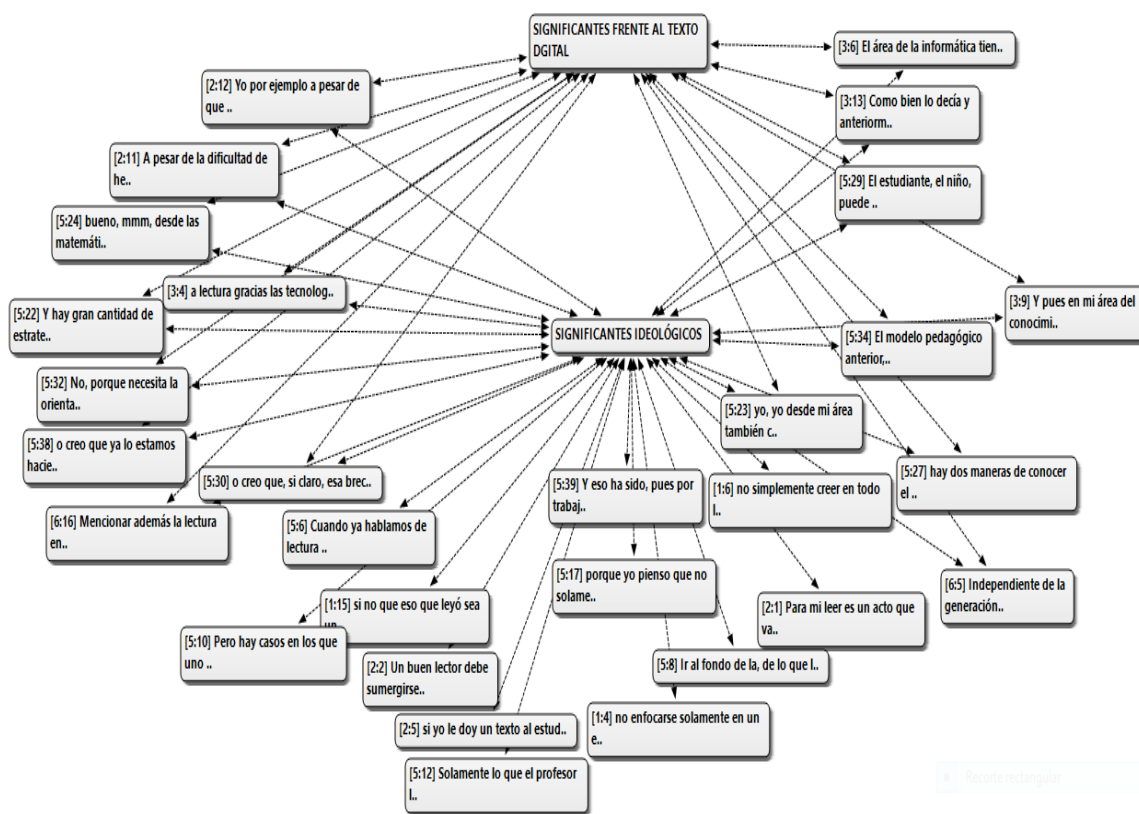 SIGNIFICANTES FRENTE AL TEXTO
DGITAL
[3:6] El área de la informática tien..
[2:12] Yo por ejemplo a pesar de
que ..
[3:13] Como bien lo decía y
anteriorm..
[2:11] A pesar de la dificultad de
he..
[5:29] El estudiante, el niño,
puede ..
[5:24] bueno, mmm, desde las
matemáti..
[3:4] a lectura gracias las tecnolog..
[3:9] Y pues en mi área del
conocimi..
[5:22] Y hay gran cantidad de
estrate..
SIGNIFICANTES IDEOLÓGICOS
[5:34] El modelo pedagógico
anterior,..
[5:32] No, porque necesita la
orienta..
[5:23] yo, yo desde mi área
también c..
[5:38] o creo que ya lo estamos
hacie..
[5:30] o creo que, si claro, esa brec..
[5:39] Y eso ha sido, pues por
trabaj..
[1:6] no simplemente creer en todo
l..
[5:27] hay dos maneras de conocer
el ..
[6:16] Mencionar además la lectura
en..
[5:6] Cuando ya hablamos de
lectura ..
[5:17] porque yo pienso que no
solame..
[6:5] Independiente de la
generación..
[1:15] si no que eso que leyó sea
un
[2:1] Para mi leer es un acto que
va..
[5:10] Pero hay casos en los que
uno ..
[2:2] Un buen lector debe
sumergirse..
[5:8] Ir al fondo de la, de lo que l..
[1:4] no enfocarse solamente en un
e..
[2:5] si yo le doy un texto al estud..
[5:12] Solamente lo que el profesor
l..
Recorte rectangular